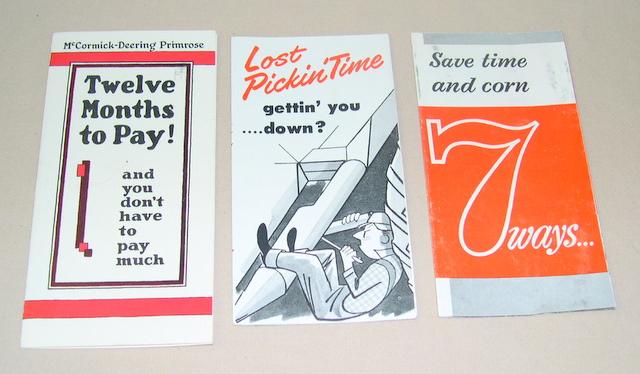 McCormick-Deering Primrose
Twelve
Months
to Pay!
and
you
don't
have
to
pay
much
Lost
Pickin' Time
gettin' you
....down?
Save time
and corn
7
ways...